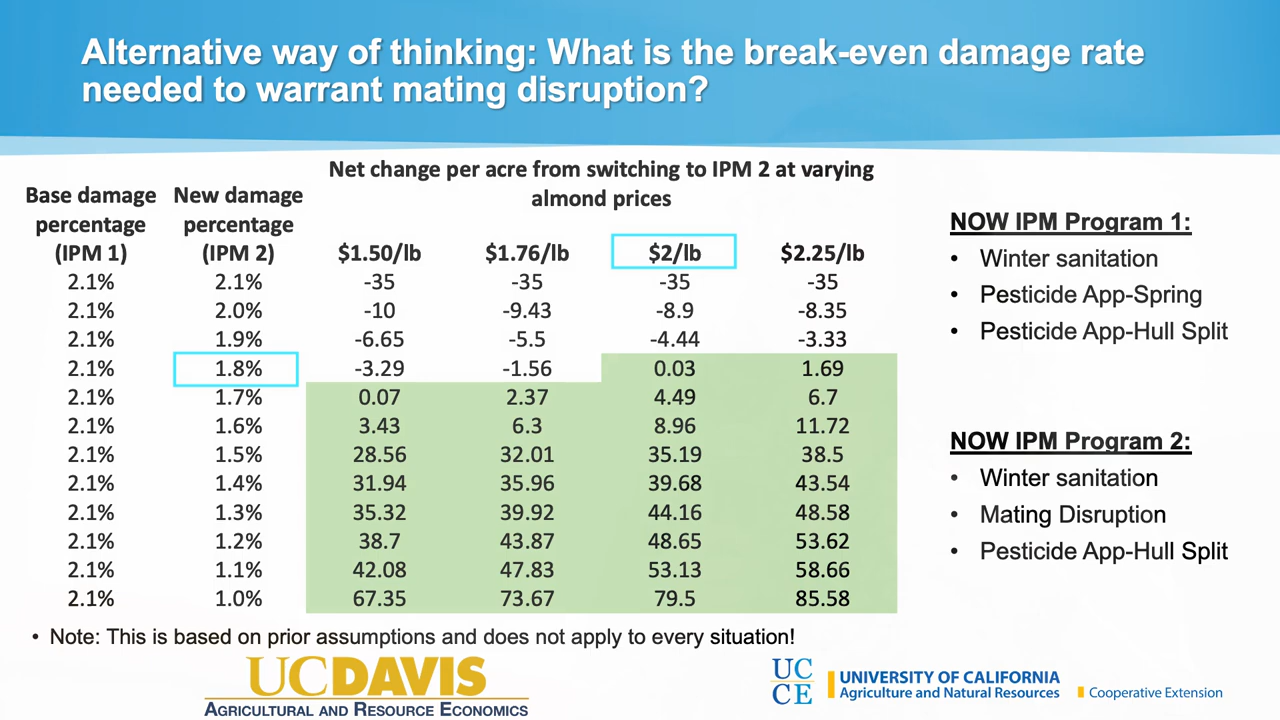 Alternative way of thinking: What is the break-even damage rate
needed to warrant mating disruption?
Net change per acre from switching to IPM 2 at varying
almond prices
Base damage percentage (IPM 1) New damage percentage (IPM 2) $1.50/lb $1.76/lb $2/lb $2.25/lb
2.1% 2.1% -35 -35 -35 -35
2.1% 2.0% -10 -9.43 -8.9 -8.35
2.1% 1.9% -6.65 -5.5 -4.44 -3.33
2.1% 1.8% -3.29 -1.56 0.03 1.69
2.1% 1.7% 0.07 2.37 4.49 6.7
2.1% 1.6% 3.43 6.3 8.96 11.72
2.1% 1.5% 28.56 32.01 35.19 38.5
2.1% 1.4% 31.94 35.96 39.68 43.54
2.1% 1.3% 35.32 39.92 44.16 48.58
2.1% 1.2% 38.7 43.87 48.65 53.62
2.1% 1.1% 42.08 47.83 53.13 58.66
2.1% 1.0% 67.35 73.67 79.5 85.58
NOW IPM Program 1:
• Winter sanitation
• Pesticide App-Spring
• Pesticide App-Hull Split
NOW IPM Program 2:
• Winter sanitation
• Mating Disruption
• Pesticide App-Hull Split
• Note: This is based on prior assumptions and does not apply to every situation!
UCDAVIS
AGRICULTURAL AND RESOURCE ECONOMICS
UC
CE
UNIVERSITY OF CALIFORNIA
Agriculture and Natural Resources
Cooperative Extension